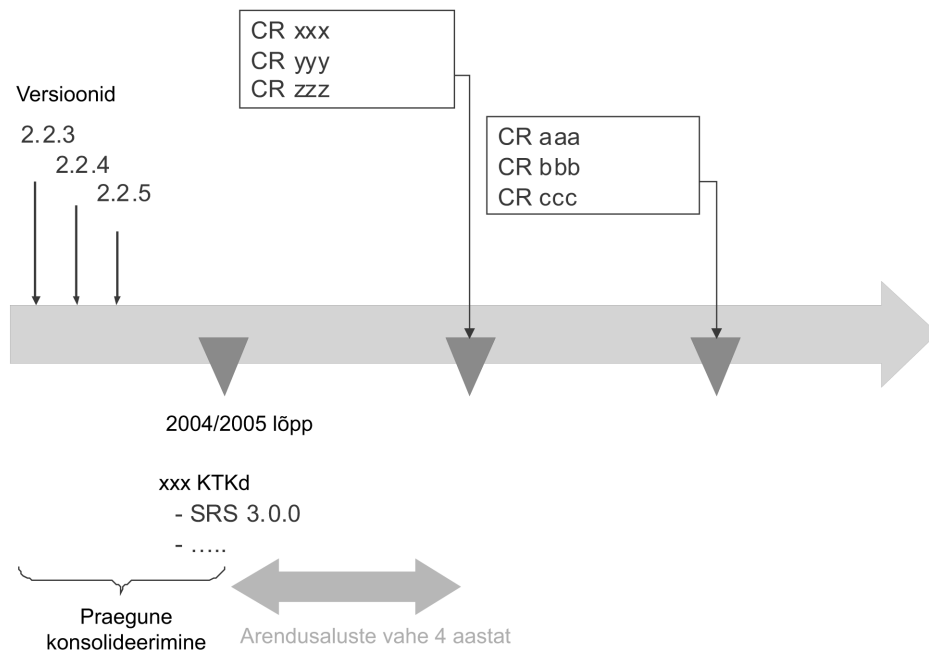 CR xxx
CR yyy
CR zzz
Versioonid
2.2.3
2.2.4
2.2.5
CR aaa
CR bbb
CR ccc
2004/2005 lõpp
xxx KTKd
- SRS 3.0.0
- .....
Praegune
konsolideerimine
Arendusaluste vahe 4 aastat